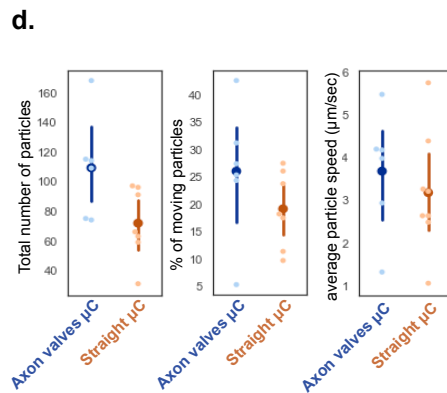 d.
Total number of particles
160
140
120
100
80
60
40
Axon valves µC
Straight µC
% of moving particles
40
35
30
25
20
15
10
5
Axon valves µC
Straight µC
average particle speed (µm/sec)
6
5
4
3
2
1
Axon valves µC
Straight µC